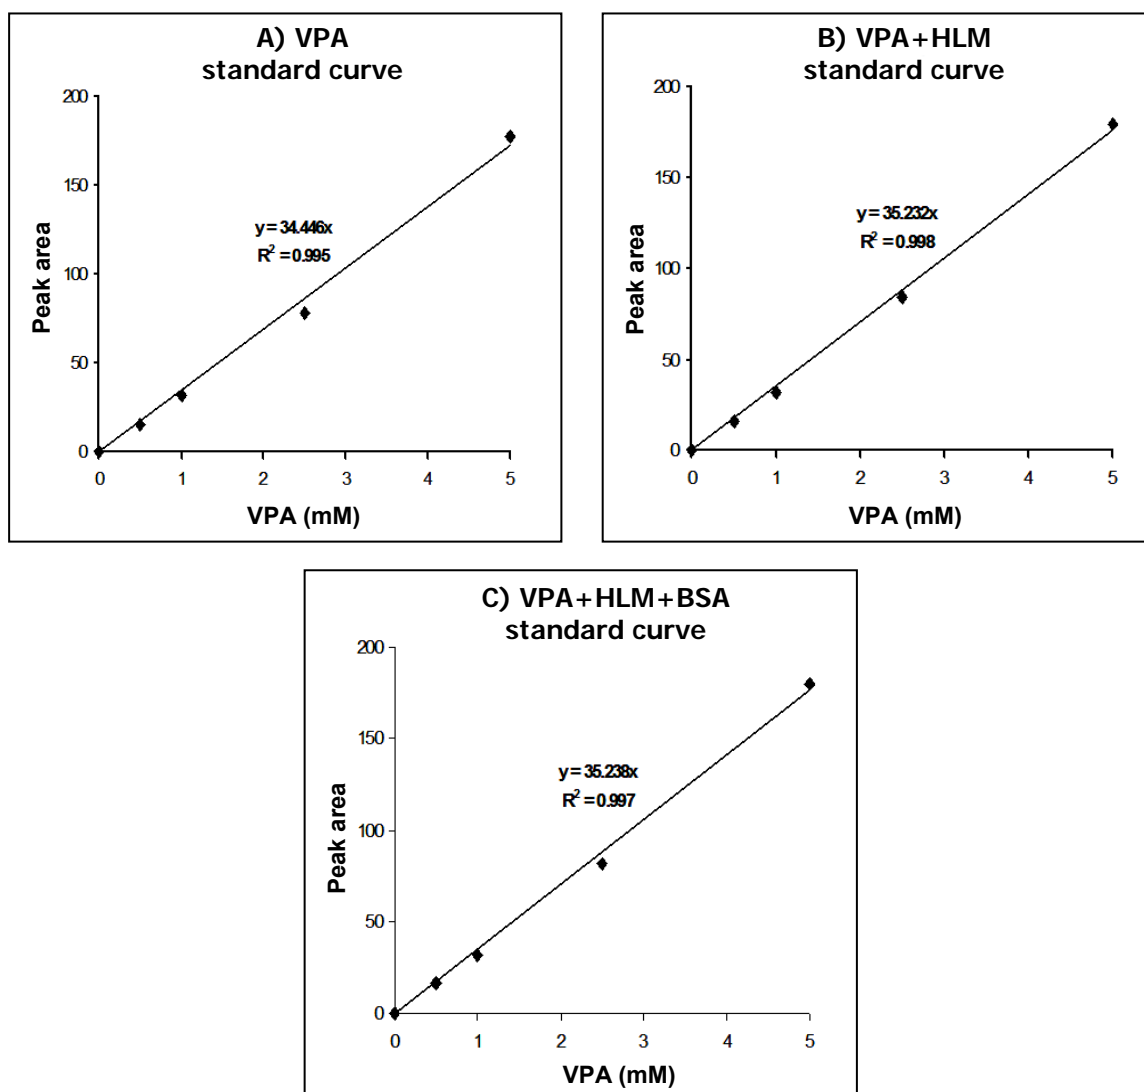 A) VPA
standard curve
200
150
100
50
0
Peak area
y = 34.446x
R² = 0.995
0 1 2 3 4 5
VPA (mM)
B) VPA+HLM
standard curve
200
150
100
50
0
Peak area
y = 35.232x
R² = 0.998
0 1 2 3 4 5
VPA (mM)
C) VPA+HLM+BSA
standard curve
200
150
100
50
0
Peak area
y = 35.238x
R² = 0.997
0 1 2 3 4 5
VPA (mM)